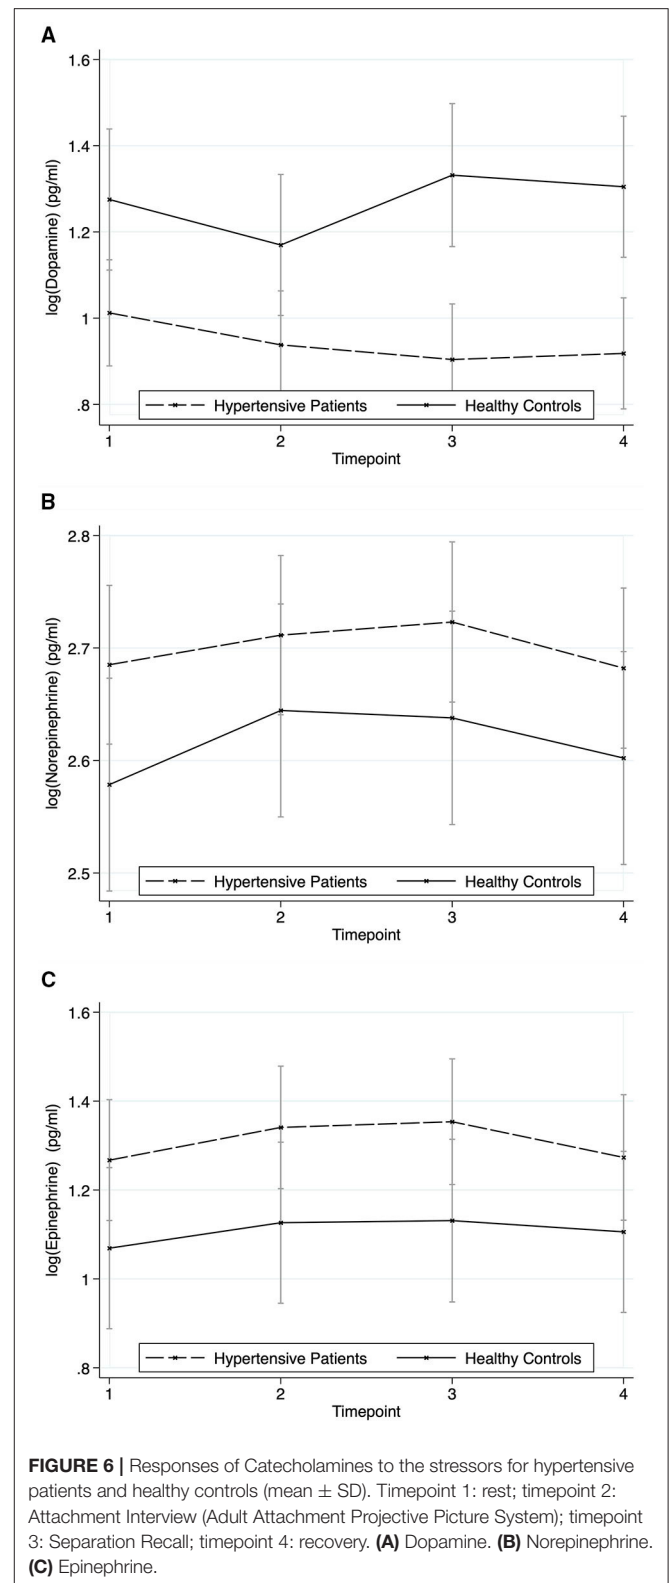 A
1.6
1.4
1.2
1
.8
log(Dopamine) (pg/ml)
Hypertensive Patients
Healthy Controls
1
2
3
4
Timepoint
B
2.8
2.7
2.6
2.5
log(Norepinephrine) (pg/ml)
Hypertensive Patients
Healthy Controls
1
2
3
4
Timepoint
C
1.6
1.4
1.2
1
.8
log(Epinephrine) (pg/ml)
Hypertensive Patients
Healthy Controls
1
2
3
4
Timepoint
FIGURE 6 | Responses of Catecholamines to the stressors for hypertensive
patients and healthy controls (mean ± SD). Timepoint 1: rest; timepoint 2:
Attachment Interview (Adult Attachment Projective Picture System); timepoint
3: Separation Recall; timepoint 4: recovery. (A) Dopamine. (B) Norepinephrine.
(C) Epinephrine.